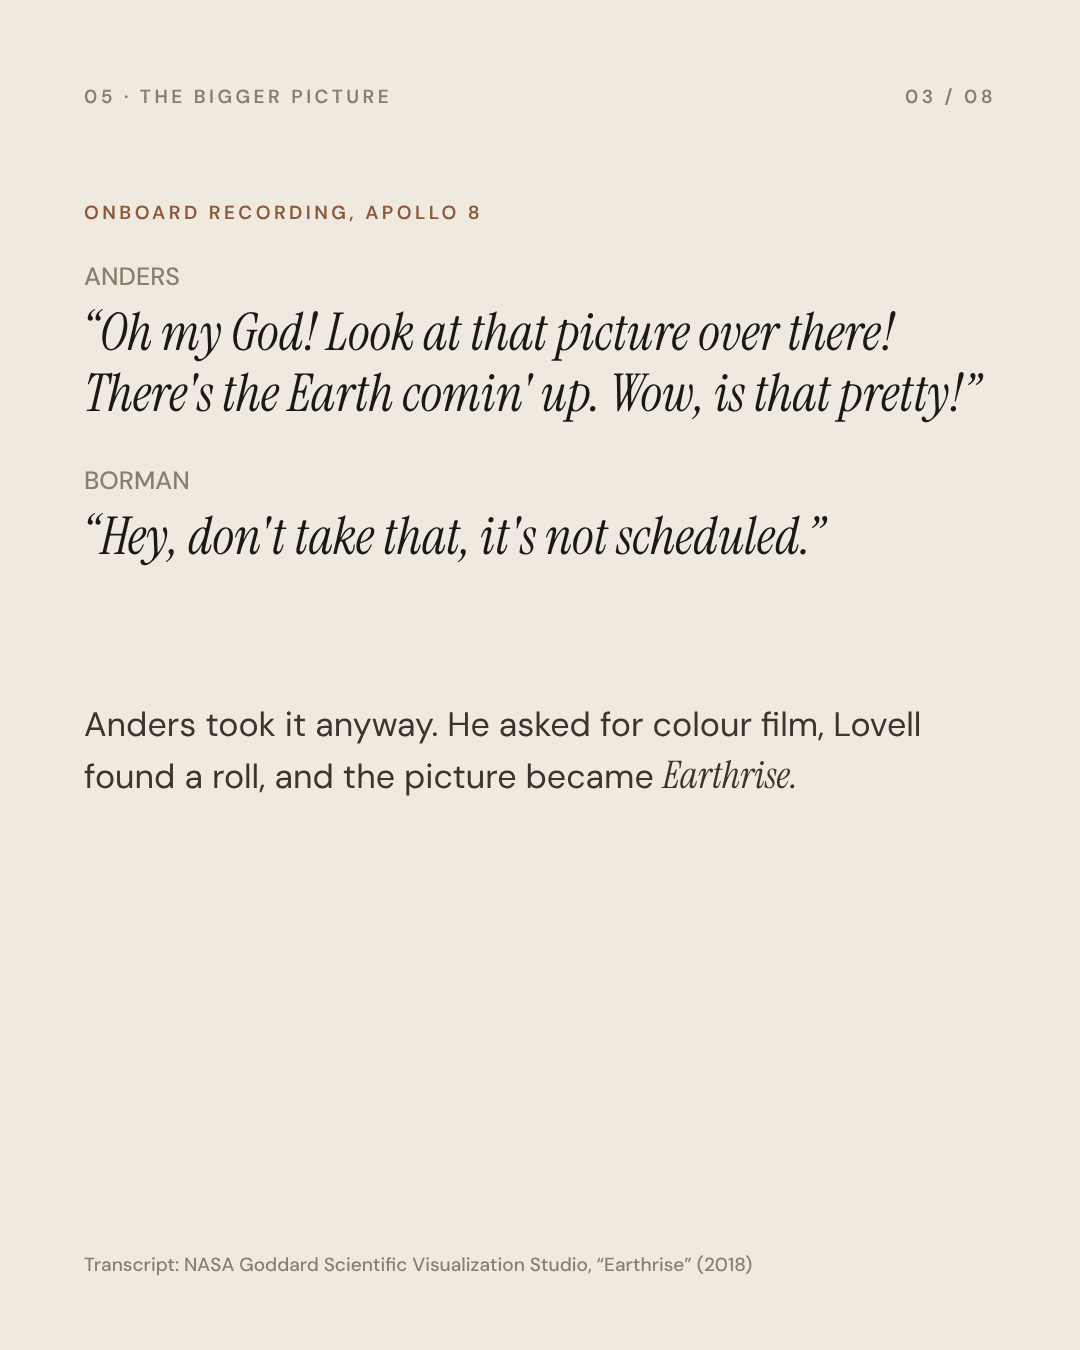 05 · THE BIGGER PICTURE
03 / 08
ONBOARD RECORDING, APOLLO 8
ANDERS
“Oh my God! Look at that picture over there!
There's the Earth comin' up. Wow, is that pretty!”
BORMAN
“Hey, don't take that, it's not scheduled.”
Anders took it anyway. He asked for colour film, Lovell
found a roll, and the picture became Earthrise.
Transcript: NASA Goddard Scientific Visualization Studio, “Earthrise” (2018)